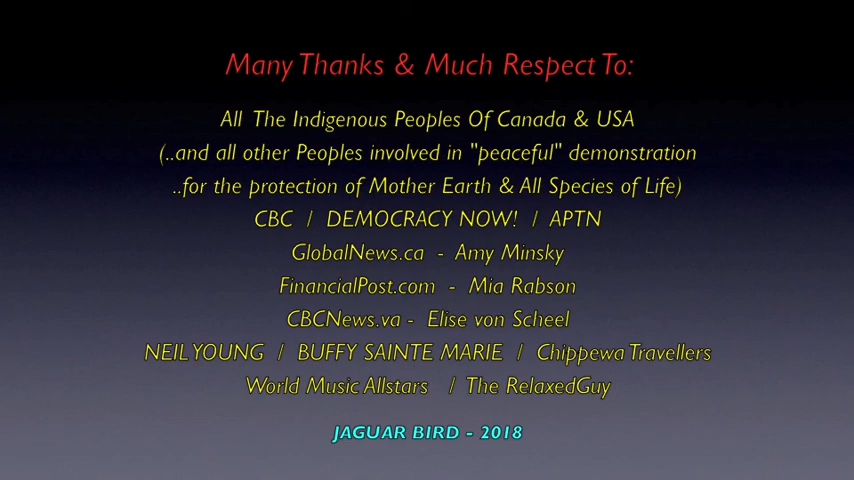 Many Thanks & Much Respect To:
All The Indigenous Peoples Of Canada & USA
(..and all other Peoples involved in "peaceful" demonstration
..for the protection of Mother Earth & All Species of Life)
CBC / DEMOCRACY NOW! / APTN
GlobalNews.ca - Amy Minsky
FinancialPost.com - Mia Rabson
CBCNews.va - Elise von Scheel
NEIL YOUNG / BUFFY SAINTE MARIE / Chippewa Travellers
World Music Allstars / The RelaxedGuy
JAGUAR BIRD - 2018